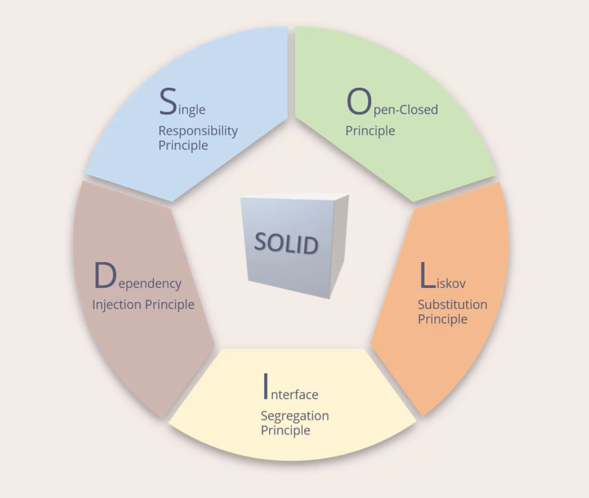 Single
Responsibility
Principle
Open-Closed
Principle
Liskov
Substitution
Principle
Interface
Segregation
Principle
Dependency
Injection Principle
SOLID